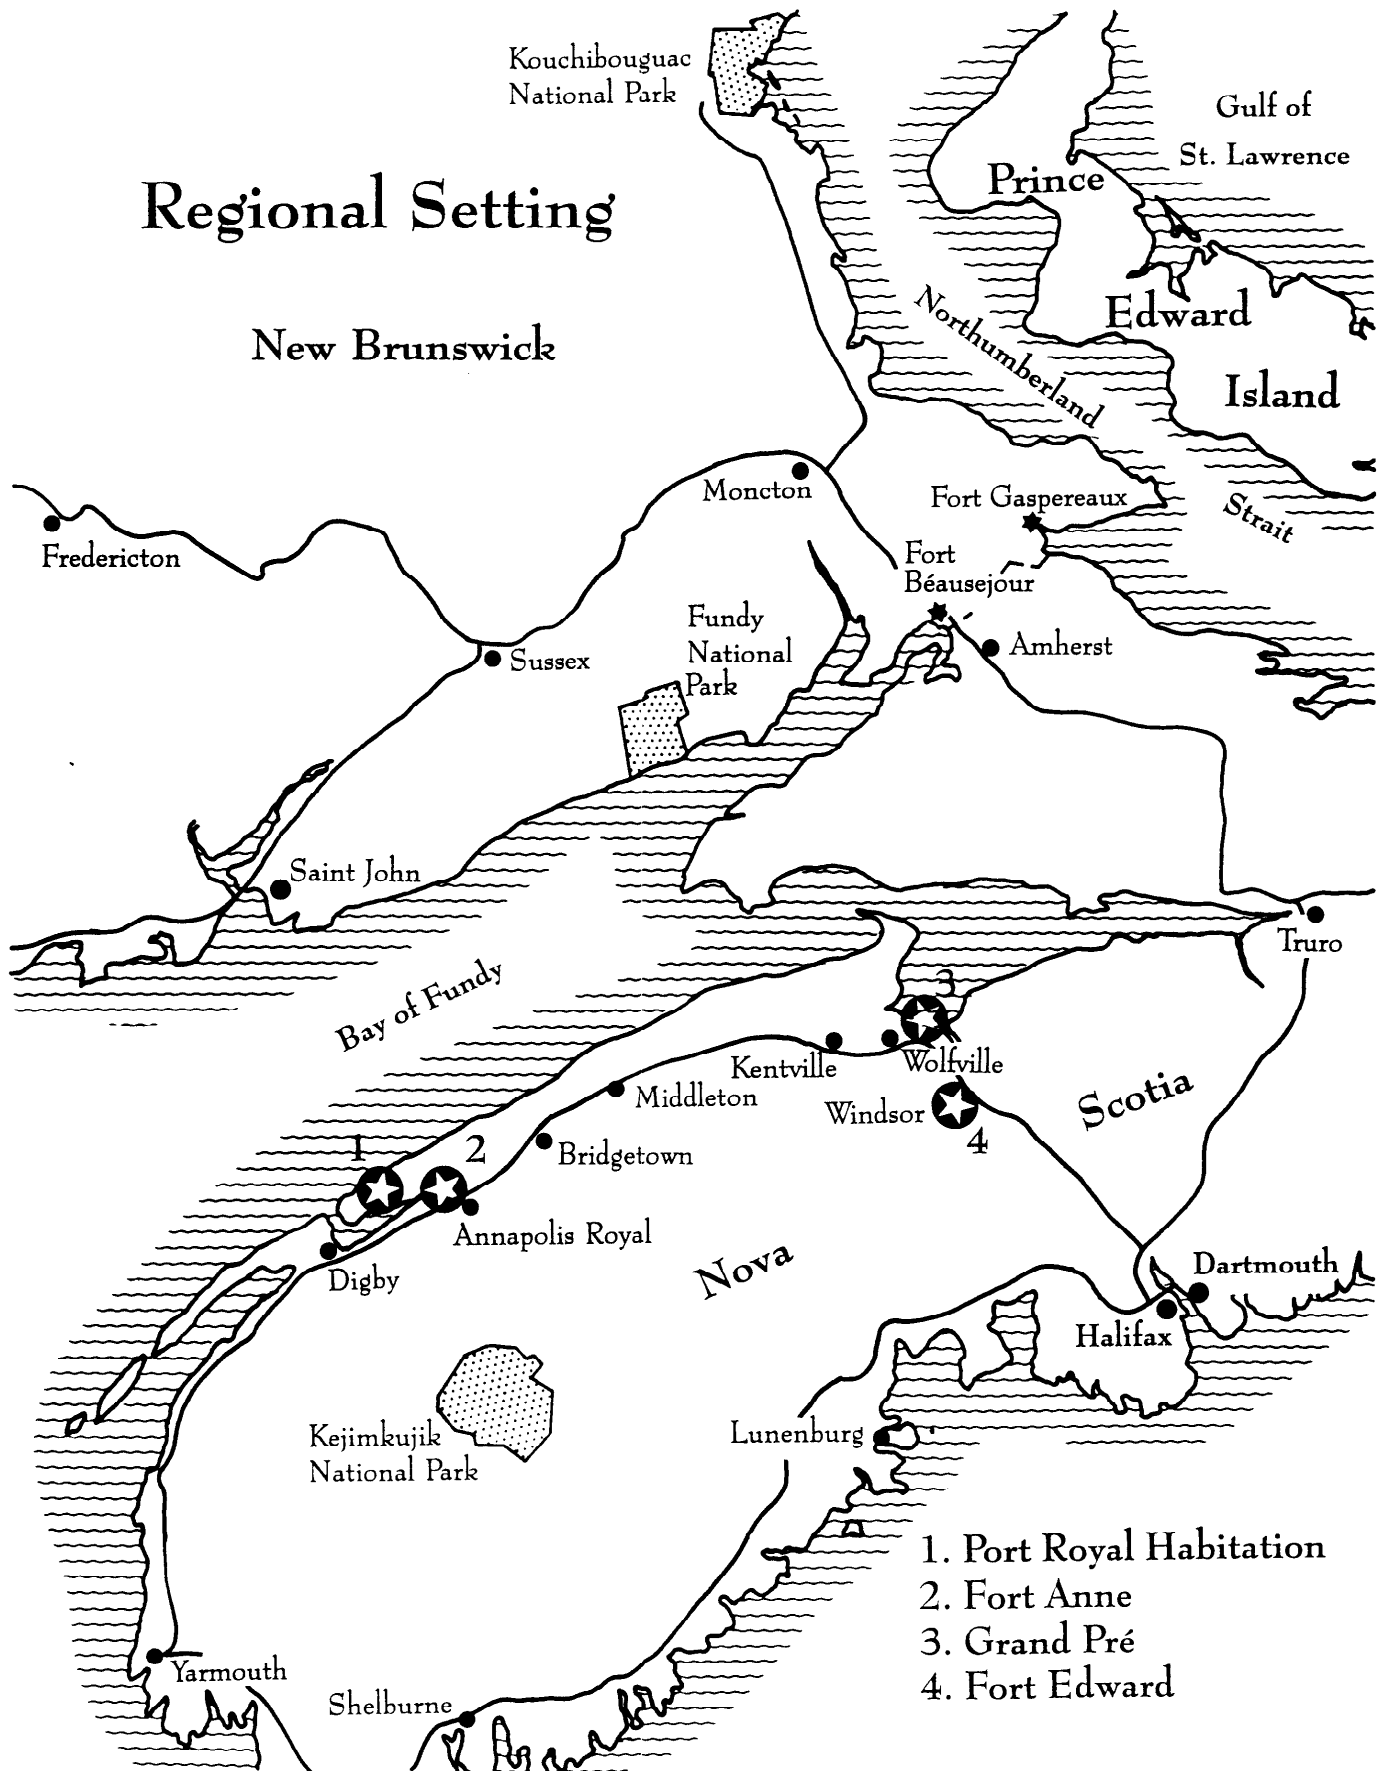 Kouchibouguac
National Park
Gulf of
St. Lawrence
Prince
Regional Setting
Edward
New Brunswick
Northumberland
Island
Moncton
Fort Gaspereaux
Strait
Fredericton
Fort
Béausejour
Fundy
National
Park
Amherst
Sussex
Saint John
Truro
Bay of Fundy
3
Kentville
Wolfville
Middleton
Windsor
4
Scotia
1
2
Bridgetown
Annapolis Royal
Digby
Nova
Dartmouth
Halifax
Kejimkujik
National Park
Lunenburg
1. Port Royal Habitation
2. Fort Anne
3. Grand Pré
4. Fort Edward
Yarmouth
Shelburne